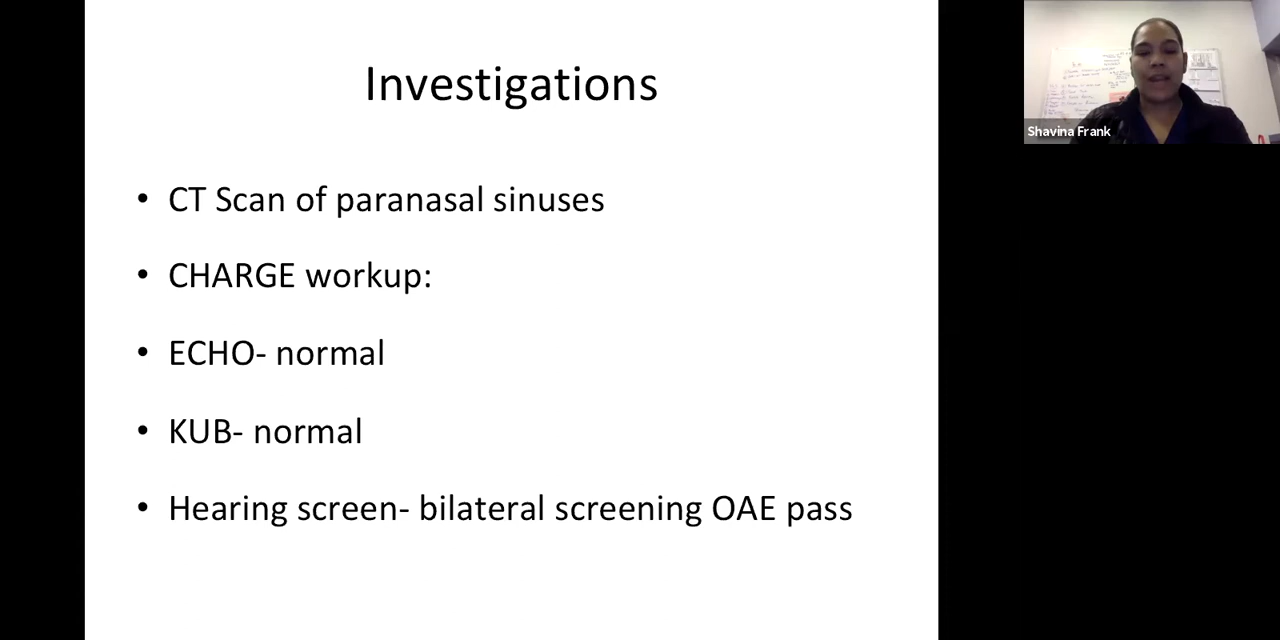 Investigations
• CT Scan of paranasal sinuses
• CHARGE workup:
• ECHO- normal
• KUB- normal
• Hearing screen- bilateral screening OAE pass
Shavina Frank